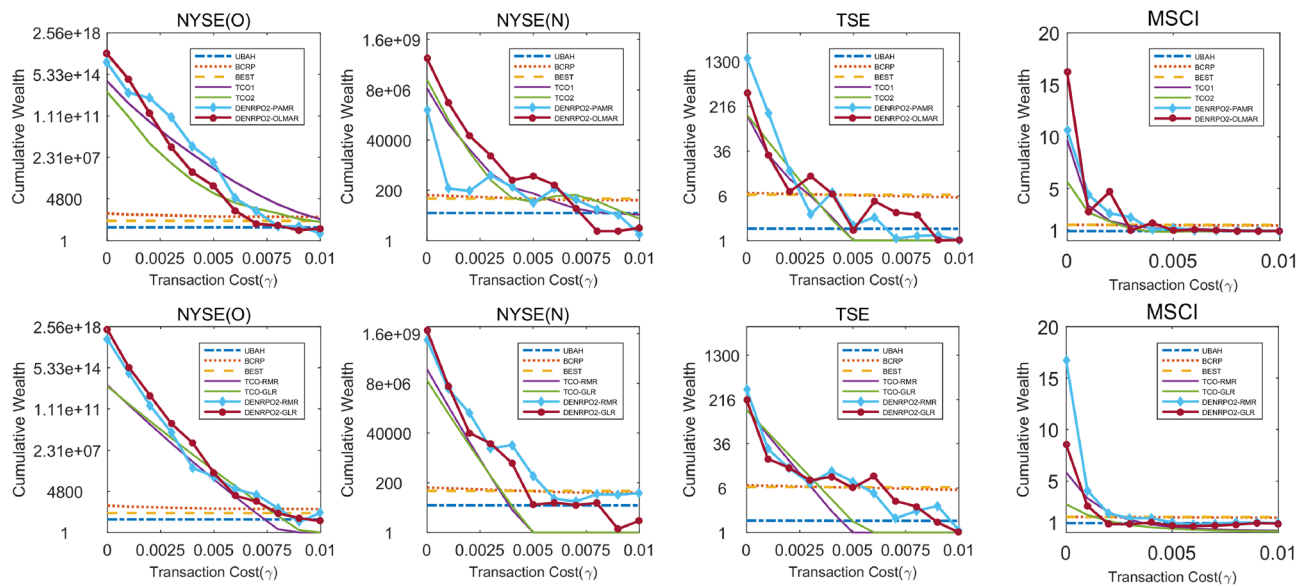 NYSE(O)
Cumulative Wealth
2.56e+18
5.33e+14
1.11e+11
2.31e+07
4800
1
0 0.0025 0.005 0.0075 0.01
Transaction Cost(γ)
UBAH
BCRP
BEST
TCO1
TCO2
DENRPO2-PAMR
DENRPO2-OLMAR
NYSE(N)
Cumulative Wealth
1.6e+09
8e+06
40000
200
1
0 0.0025 0.005 0.0075 0.01
Transaction Cost(γ)
UBAH
BCRP
BEST
TCO1
TCO2
DENRPO2-PAMR
DENRPO2-OLMAR
TSE
Cumulative Wealth
1300
216
36
6
1
0 0.0025 0.005 0.0075 0.01
Transaction Cost(γ)
UBAH
BCRP
BEST
TCO1
TCO2
DENRPO2-PAMR
DENRPO2-OLMAR
MSCI
Cumulative Wealth
20
15
10
5
1
0 0.005 0.01
Transaction Cost(γ)
UBAH
BCRP
BEST
TCO1
TCO2
DENRPO2-PAMR
DENRPO2-OLMAR
NYSE(O)
Cumulative Wealth
2.56e+18
5.33e+14
1.11e+11
2.31e+07
4800
1
0 0.0025 0.005 0.0075 0.01
Transaction Cost(γ)
UBAH
BCRP
BEST
TCO-RMR
TCO-GLR
DENRPO2-RMR
DENRPO2-GLR
NYSE(N)
Cumulative Wealth
1.6e+09
8e+06
40000
200
1
0 0.0025 0.005 0.0075 0.01
Transaction Cost(γ)
UBAH
BCRP
BEST
TCO-RMR
TCO-GLR
DENRPO2-RMR
DENRPO2-GLR
TSE
Cumulative Wealth
1300
216
36
6
1
0 0.0025 0.005 0.0075 0.01
Transaction Cost(γ)
UBAH
BCRP
BEST
TCO-RMR
TCO-GLR
DENRPO2-RMR
DENRPO2-GLR
MSCI
Cumulative Wealth
20
15
10
5
1
0 0.005 0.01
Transaction Cost(γ)
UBAH
BCRP
BEST
TCO-RMR
TCO-GLR
DENRPO2-RMR
DENRPO2-GLR